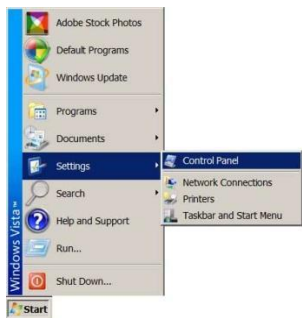 Adobe Stock Photos
Default Programs
Windows Update
Programs
Documents
Settings
Control Panel
Network Connections
Printers
Taskbar and Start Menu
Search
Help and Support
Run...
Shut Down...
Windows Vista™
Start